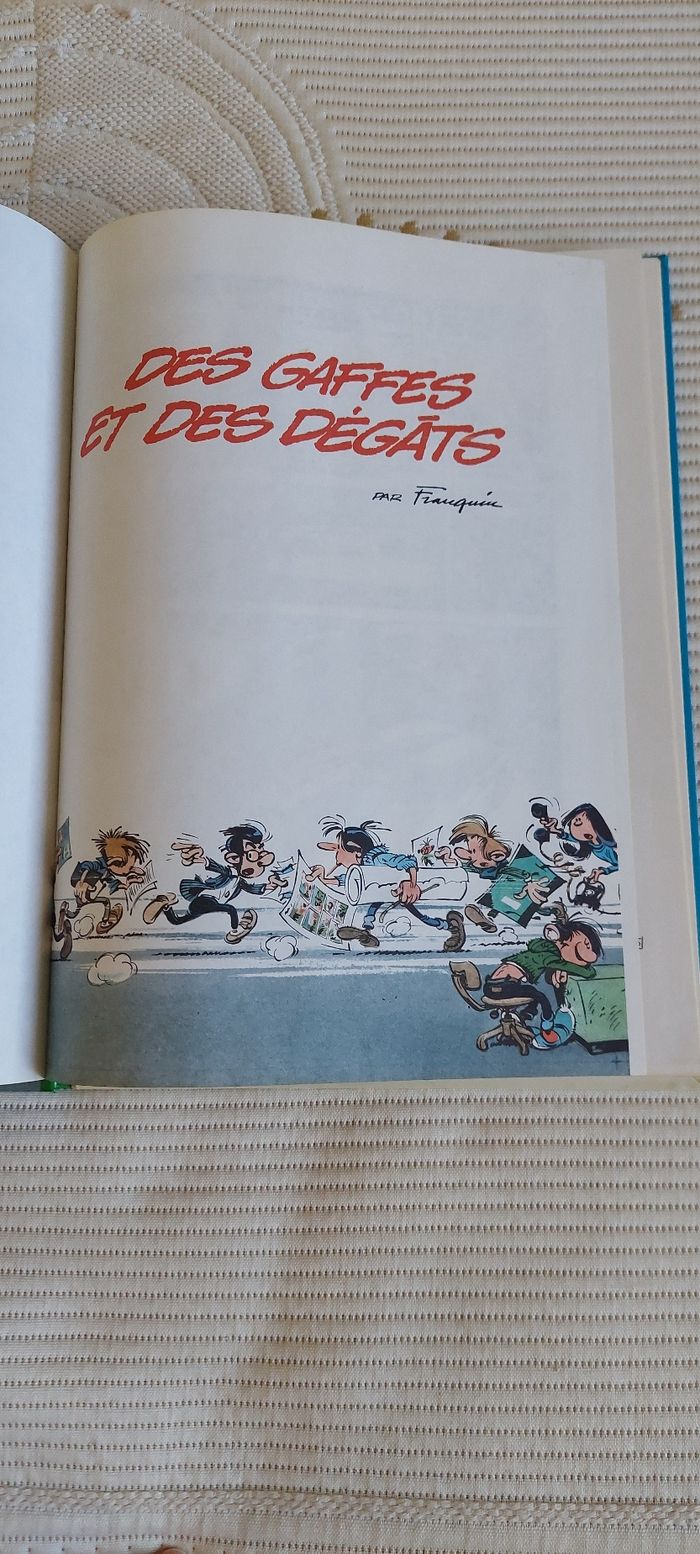 DES GAFFES
ET DES DÉGÂTS
PAR Franquin